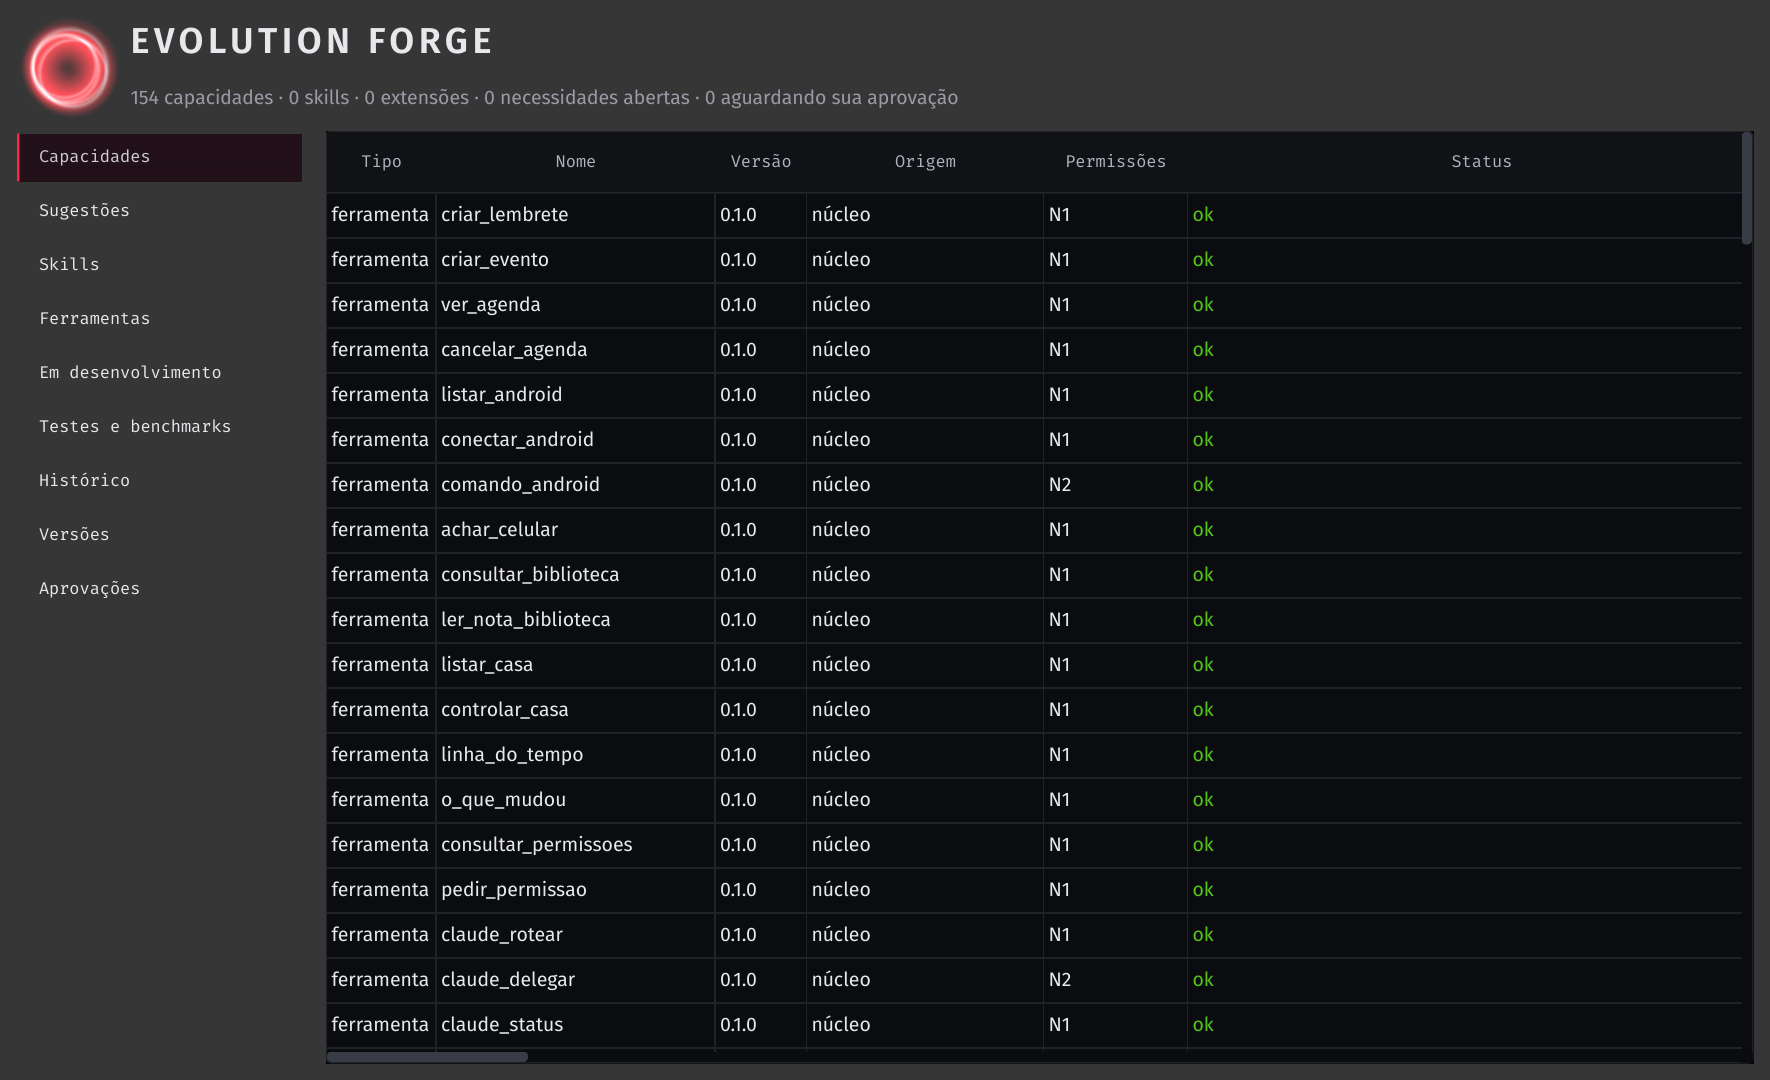 EVOLUTION FORGE
154 capacidades · 0 skills · 0 extensões · 0 necessidades abertas · 0 aguardando sua aprovação
Capacidades
Sugestões
Skills
Ferramentas
Em desenvolvimento
Testes e benchmarks
Histórico
Versões
Aprovações
Tipo Nome Versão Origem Permissões Status
ferramenta criar_lembrete 0.1.0 núcleo N1 ok
ferramenta criar_evento 0.1.0 núcleo N1 ok
ferramenta ver_agenda 0.1.0 núcleo N1 ok
ferramenta cancelar_agenda 0.1.0 núcleo N1 ok
ferramenta listar_android 0.1.0 núcleo N1 ok
ferramenta conectar_android 0.1.0 núcleo N1 ok
ferramenta comando_android 0.1.0 núcleo N2 ok
ferramenta achar_celular 0.1.0 núcleo N1 ok
ferramenta consultar_biblioteca 0.1.0 núcleo N1 ok
ferramenta ler_nota_biblioteca 0.1.0 núcleo N1 ok
ferramenta listar_casa 0.1.0 núcleo N1 ok
ferramenta controlar_casa 0.1.0 núcleo N1 ok
ferramenta linha_do_tempo 0.1.0 núcleo N1 ok
ferramenta o_que_mudou 0.1.0 núcleo N1 ok
ferramenta consultar_permissoes 0.1.0 núcleo N1 ok
ferramenta pedir_permissao 0.1.0 núcleo N1 ok
ferramenta claude_rotear 0.1.0 núcleo N1 ok
ferramenta claude_delegar 0.1.0 núcleo N2 ok
ferramenta claude_status 0.1.0 núcleo N1 ok